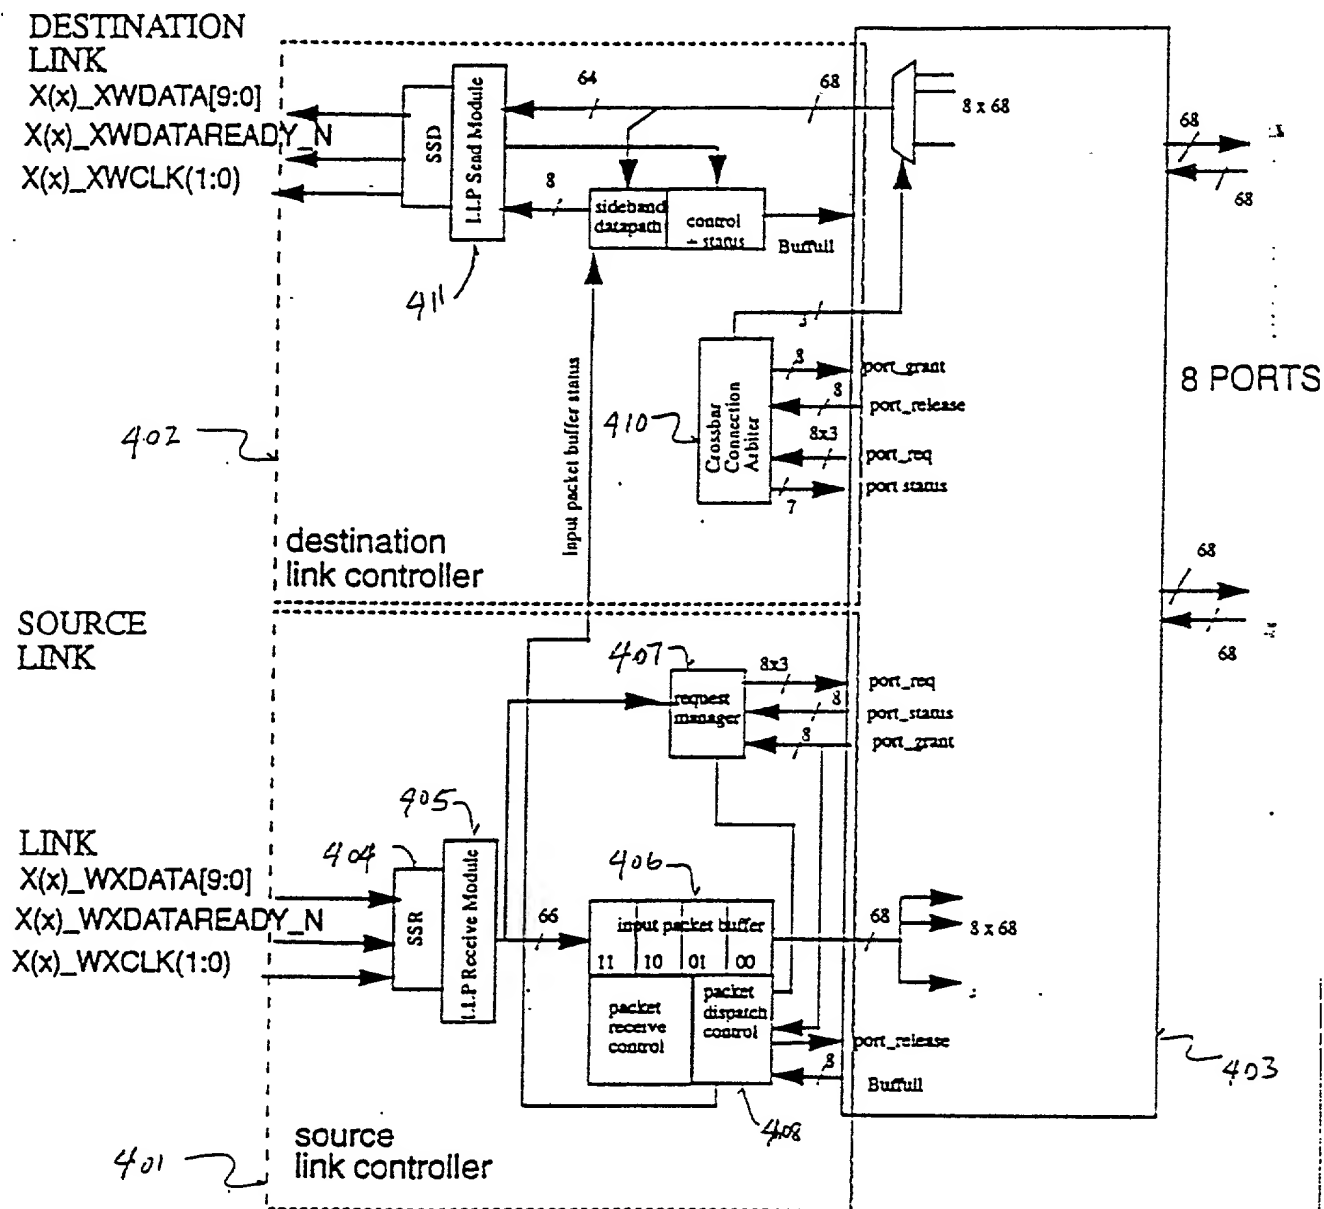 DESTINATION
LINK
X(x)_XWDATA[9:0]
X(x)_XWDATAREADY_N
X(x)_XWCLK(1:0)
SSD
LLP Send Module
64
68
8 x 68
68
68
8
sideband
datapath
control
+ status
Buffull
411
Input packet buffer status
402
410
Crossbar
Connection
Arbiter
8
port_grant
8
port_release
8x3
port_req
7
port status
8 PORTS
destination
link controller
68
68
SOURCE
LINK
407
request
manager
8x3
port_req
8
port_status
8
port_grant
405
404
LINK
X(x)_WXDATA[9:0]
X(x)_WXDATAREADY_N
X(x)_WXCLK(1:0)
SSR
LLP Receive Module
66
406
input packet buffer
11
10
01
00
68
8 x 68
packet
receive
control
packet
dispatch
control
port_release
8
Buffull
408
403
source
link controller
401